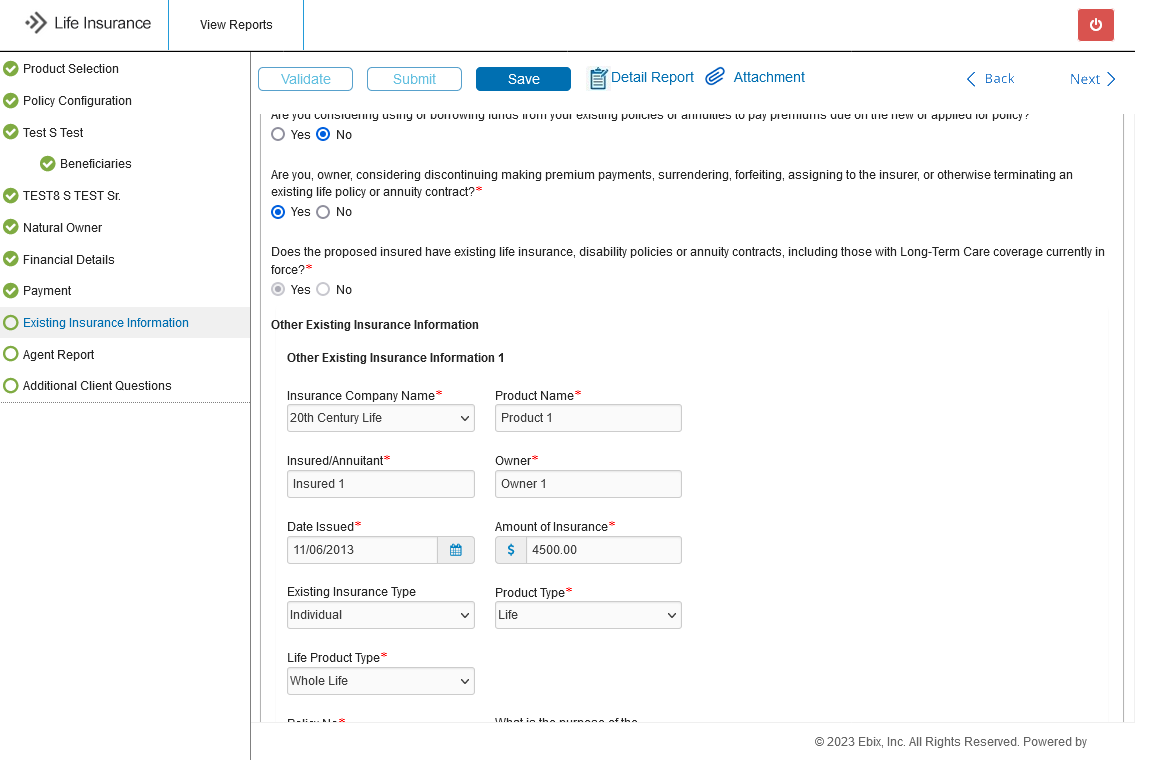 Life Insurance
View Reports
Product Selection
Policy Configuration
Test S Test
Beneficiaries
TEST8 S TEST Sr.
Natural Owner
Financial Details
Payment
Existing Insurance Information
Agent Report
Additional Client Questions
Validate Submit Save Detail Report Attachment Back Next
Are you considering using or borrowing funds from your existing policies or annuities to pay premiums due on the new or applied for policy?
Yes No
Are you, owner, considering discontinuing making premium payments, surrendering, forfeiting, assigning to the insurer, or otherwise terminating an
existing life policy or annuity contract?*
Yes No
Does the proposed insured have existing life insurance, disability policies or annuity contracts, including those with Long-Term Care coverage currently in
force?*
Yes No
Other Existing Insurance Information
Other Existing Insurance Information 1
Insurance Company Name* Product Name*
20th Century Life Product 1
Insured/Annuitant* Owner*
Insured 1 Owner 1
Date Issued* Amount of Insurance*
11/06/2013 $ 4500.00
Existing Insurance Type Product Type*
Individual Life
Life Product Type*
Whole Life
Policy No* What is the purpose of the
© 2023 Ebix, Inc. All Rights Reserved. Powered by